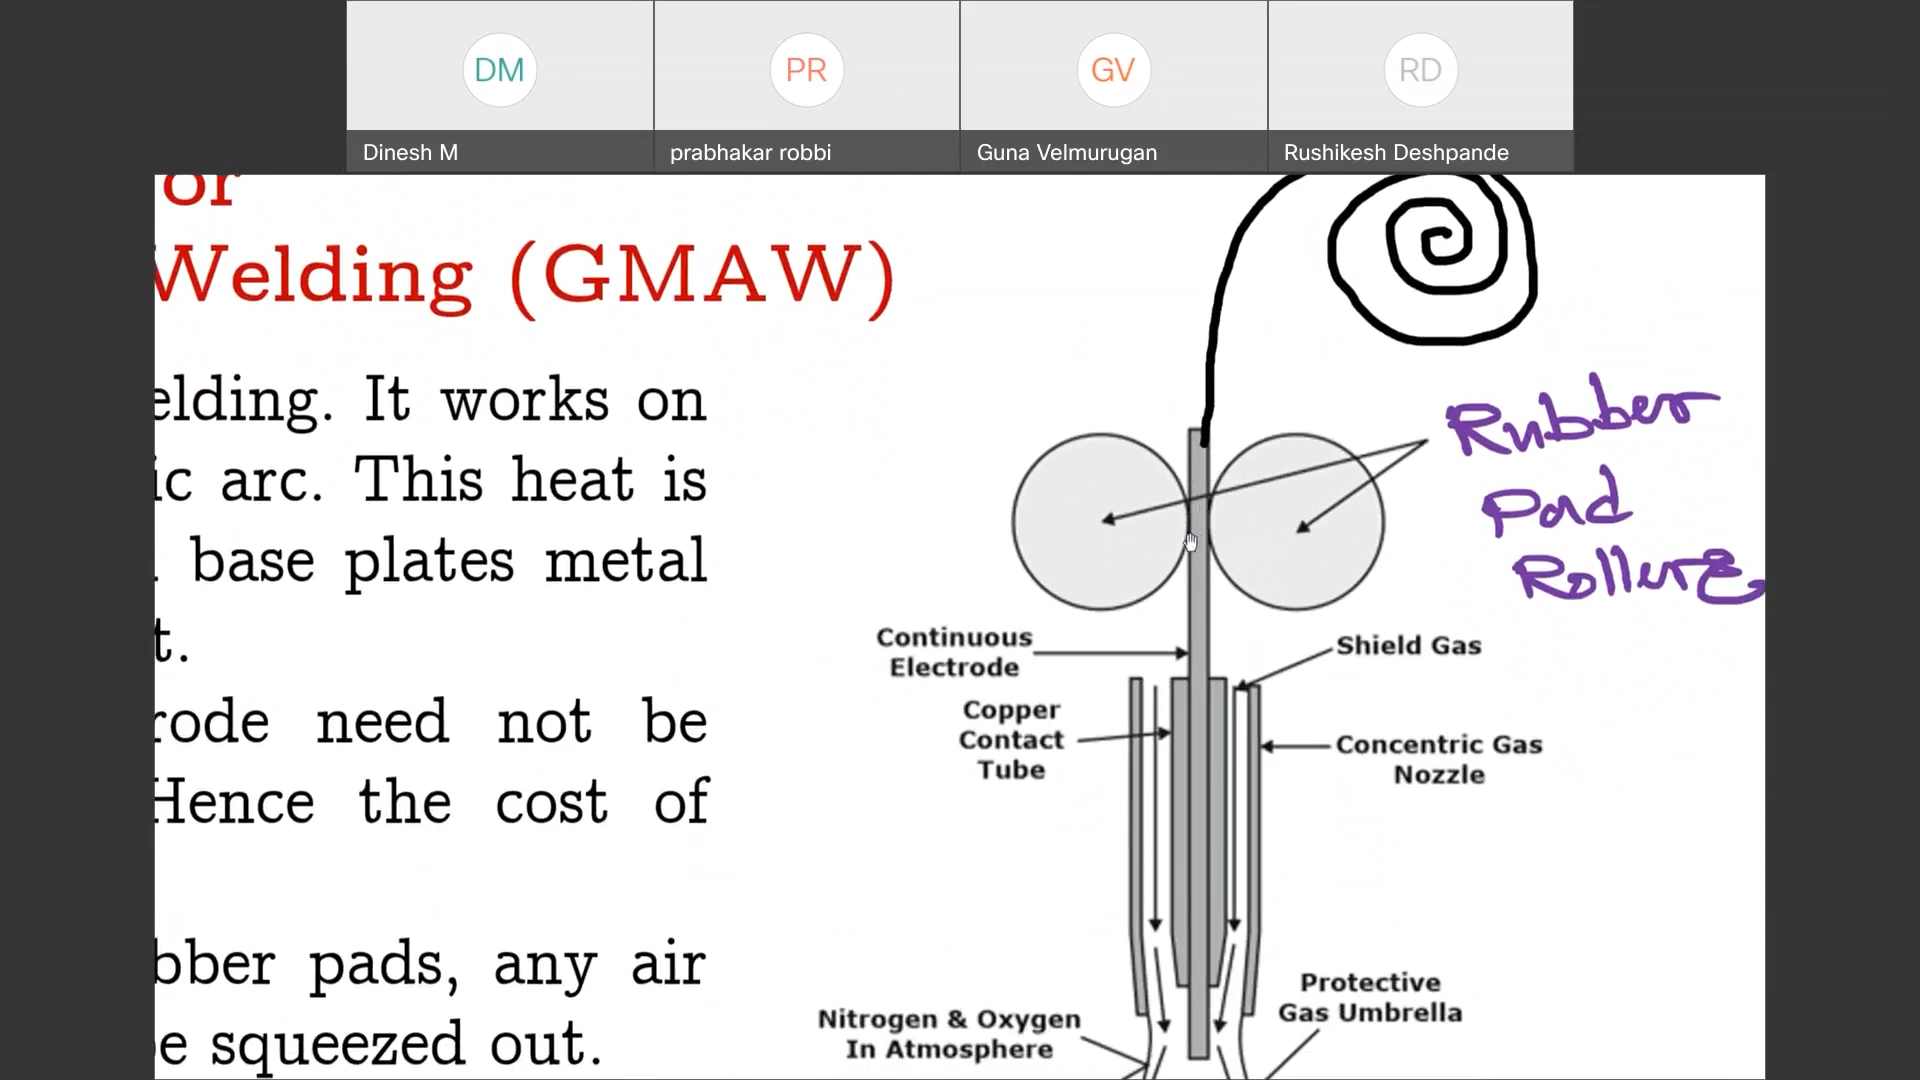 DM
PR
GV
RD
Dinesh M
prabhakar robbi
Guna Velmurugan
Rushikesh Deshpande
or
Welding (GMAW)
elding. It works on
ic arc. This heat is
base plates metal
t.
rode need not be
Hence the cost of
bber pads, any air
e squeezed out.
Rubber
Pad
Rollers
Continuous
Electrode
Shield Gas
Copper
Contact
Tube
Concentric Gas
Nozzle
Protective
Gas Umbrella
Nitrogen & Oxygen
In Atmosphere